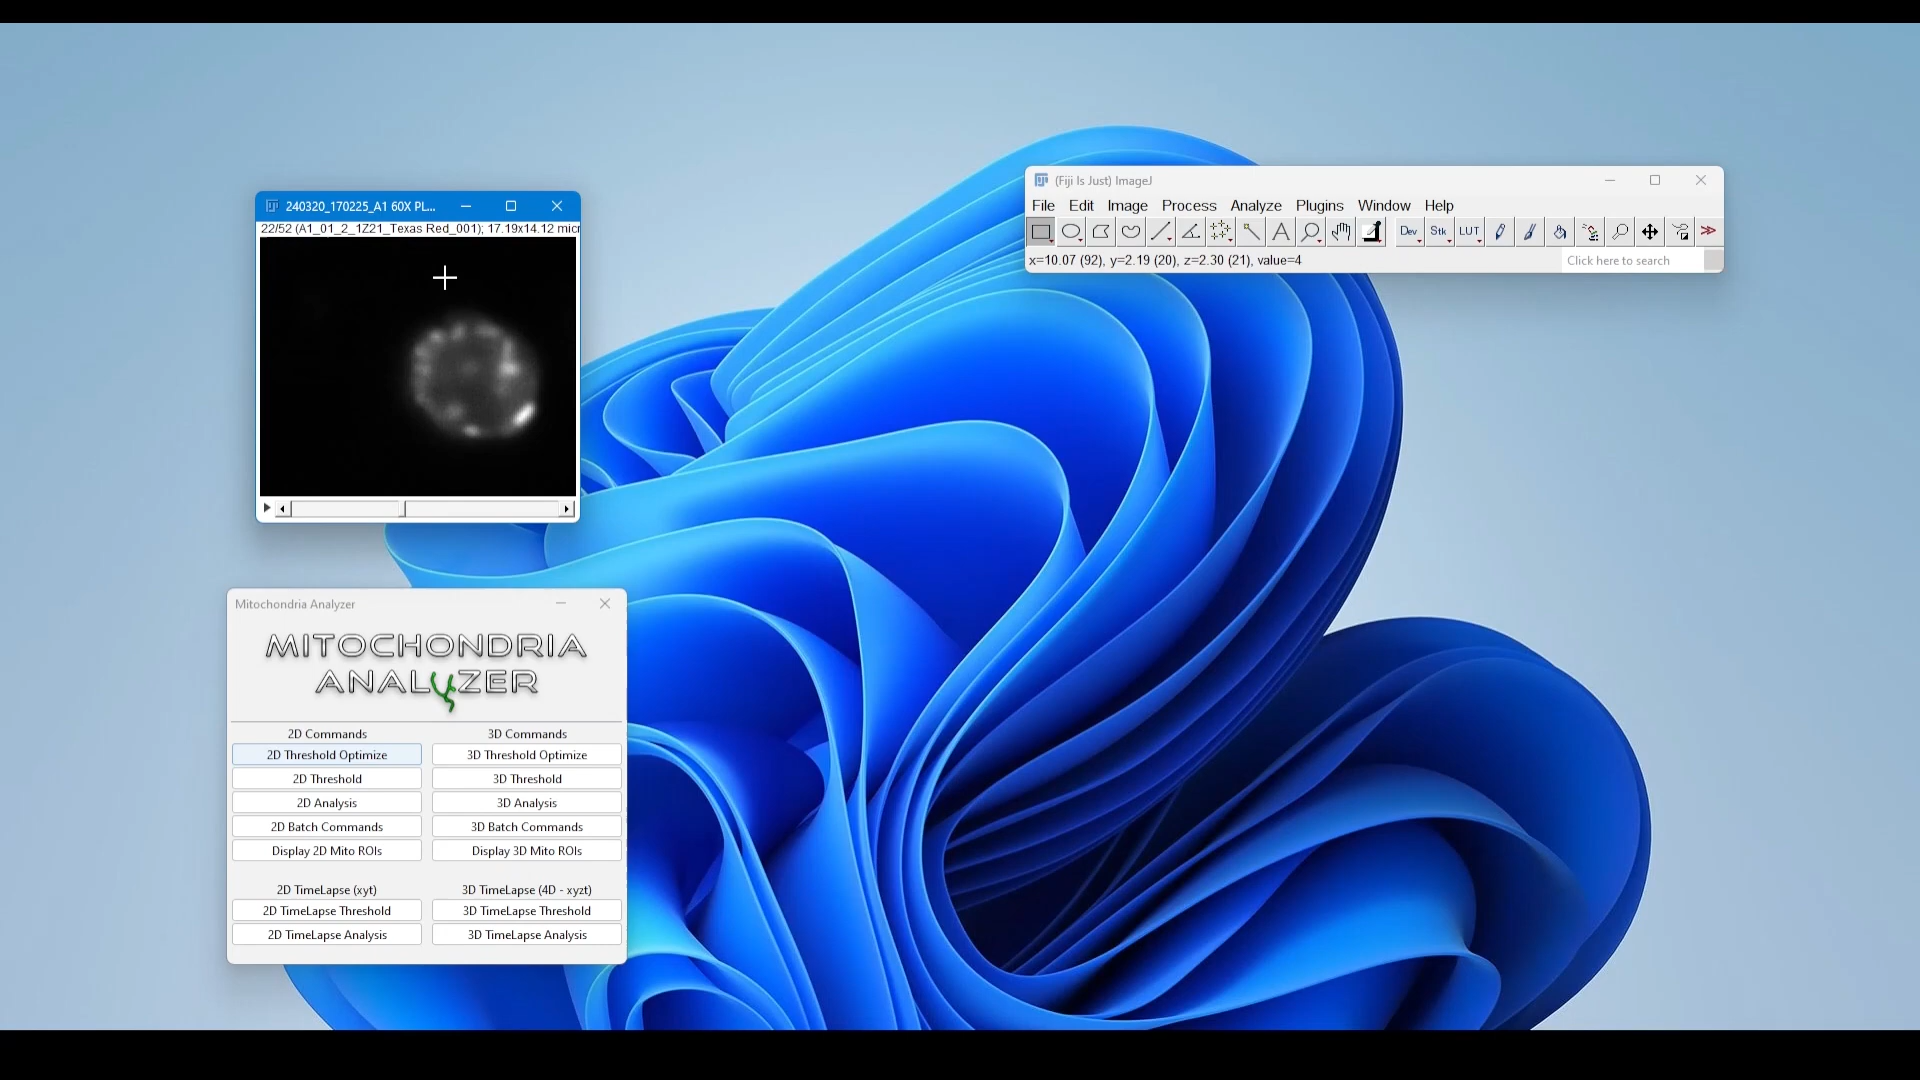 240320_170225_A1 60X PL...
22/52 (A1_01_2_1Z21_Texas Red_001); 17.19x14.12 micr
(Fiji Is Just) ImageJ
File Edit Image Process Analyze Plugins Window Help
Dev Stk LUT
x=10.07 (92), y=2.19 (20), z=2.30 (21), value=4
Click here to search
Mitochondria Analyzer
MITOCHONDRIA
ANALYZER
2D Commands
2D Threshold Optimize
2D Threshold
2D Analysis
2D Batch Commands
Display 2D Mito ROIs
2D TimeLapse (xyt)
2D TimeLapse Threshold
2D TimeLapse Analysis
3D Commands
3D Threshold Optimize
3D Threshold
3D Analysis
3D Batch Commands
Display 3D Mito ROIs
3D TimeLapse (4D - xyzt)
3D TimeLapse Threshold
3D TimeLapse Analysis